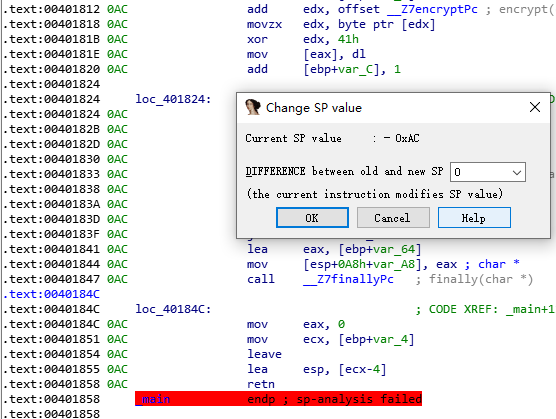 .text:00401812 0AC add edx, offset __Z7encryptPc ; encrypt(
.text:00401818 0AC movzx edx, byte ptr [edx]
.text:0040181B 0AC xor edx, 41h
.text:0040181E 0AC mov [eax], dl
.text:00401820 0AC add [ebp+var_C], 1
.text:00401824
.text:00401824 loc_401824:
.text:00401824 0AC
.text:0040182B 0AC
.text:0040182D 0AC
.text:00401830 0AC
.text:00401833 0AC
.text:00401838 0AC
.text:0040183A 0AC
.text:0040183D 0AC
.text:0040183F 0AC
.text:00401841 0AC lea eax, [ebp+var_64]
.text:00401844 0AC mov [esp+0A8h+var_A8], eax ; char *
.text:00401847 0AC call __Z7finallyPc ; finally(char *)
.text:0040184C
.text:0040184C loc_40184C: ; CODE XREF: _main+1
.text:0040184C 0AC mov eax, 0
.text:00401851 0AC mov ecx, [ebp+var_4]
.text:00401854 0AC leave
.text:00401855 0AC lea esp, [ecx-4]
.text:00401858 0AC retn
.text:00401858 _main endp ; sp-analysis failed
.text:00401858
Change SP value
Current SP value : - 0xAC
DIFFERENCE between old and new SP 0
(the current instruction modifies SP value)
OK Cancel Help